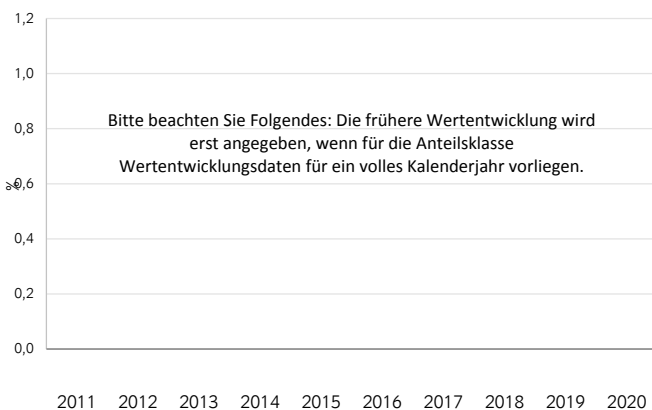 1,2
1,0
Bitte beachten Sie Folgendes: Die frühere Wertentwicklung wird
0,8
erst angegeben, wenn für die Anteilsklasse
Wertentwicklungsdaten für ein volles Kalenderjahr vorliegen.
%
0,6
0,4
0,2
0,0
2011 2012 2013 2014 2015 2016 2017 2018 2019 2020